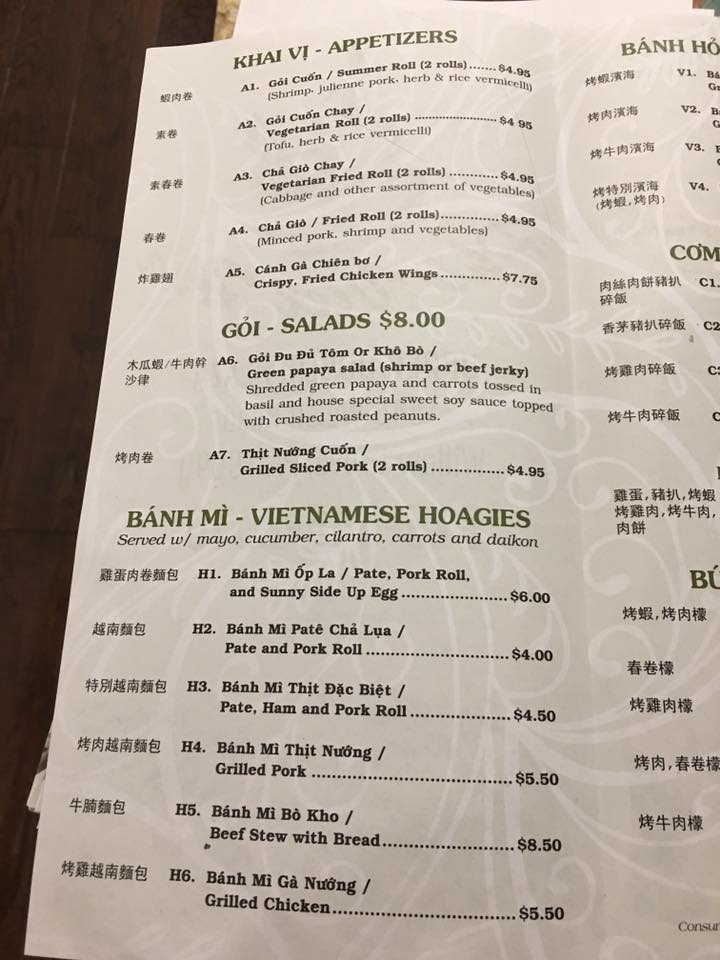 KHAI VỊ - APPETIZERS
蝦肉卷 A1. Gỏi Cuốn / Summer Roll (2 rolls).......$4.95
(Shrimp, julienne pork, herb & rice vermicelli)
素卷 A2. Gỏi Cuốn Chay /
Vegetarian Roll (2 rolls) ........................$4 95
(Tofu, herb & rice vermicelli)
素春卷 A3. Chả Giò Chay /
Vegetarian Fried Roll (2 rolls) ............$4.95
(Cabbage and other assortment of vegetables)
春卷 A4. Chả Giò / Fried Roll (2 rolls)..............$4.95
(Minced pork, shrimp and vegetables)
炸雞翅 A5. Cánh Gà Chiên bơ /
Crispy, Fried Chicken Wings..............$7.75
GỎI - SALADS $8.00
木瓜蝦/牛肉幹 A6. Gỏi Đu Đủ Tôm Or Khô Bò /
沙律 Green papaya salad (shrimp or beef jerky)
Shredded green papaya and carrots tossed in
basil and house special sweet soy sauce topped
with crushed roasted peanuts.
烤肉卷 A7. Thịt Nướng Cuốn /
Grilled Sliced Pork (2 rolls) .................$4.95
BÁNH MÌ - VIETNAMESE HOAGIES
Served w/ mayo, cucumber, cilantro, carrots and daikon
雞蛋肉卷麵包 H1. Bánh Mì Ốp La / Pate, Pork Roll,
and Sunny Side Up Egg ......................$6.00
越南麵包 H2. Bánh Mì Patê Chả Lụa /
Pate and Pork Roll .............................$4.00
特別越南麵包 H3. Bánh Mì Thịt Đặc Biệt /
Pate, Ham and Pork Roll ....................$4.50
烤肉越南麵包 H4. Bánh Mì Thịt Nướng /
Grilled Pork .......................................$5.50
牛腩麵包 H5. Bánh Mì Bò Kho /
Beef Stew with Bread..........................$8.50
烤雞越南麵包 H6. Bánh Mì Gà Nướng /
Grilled Chicken...................................$5.50
BÁNH HỎ
烤蝦濱海 V1. Bá
Gr
烤肉濱海 V2. B
G
烤牛肉濱海 V3.
烤特別濱海 V4.
(烤蝦,烤肉)
CƠM
肉絲肉餅豬扒 C1.
碎飯
香茅豬扒碎飯 C2
烤雞肉碎飯 C3
烤牛肉碎飯 C
雞蛋,豬扒,烤蝦
烤雞肉,烤牛肉,
肉餅
BÚ
烤蝦,烤肉檬
春卷檬
烤雞肉檬
烤肉,春卷檬
烤牛肉檬
Consum